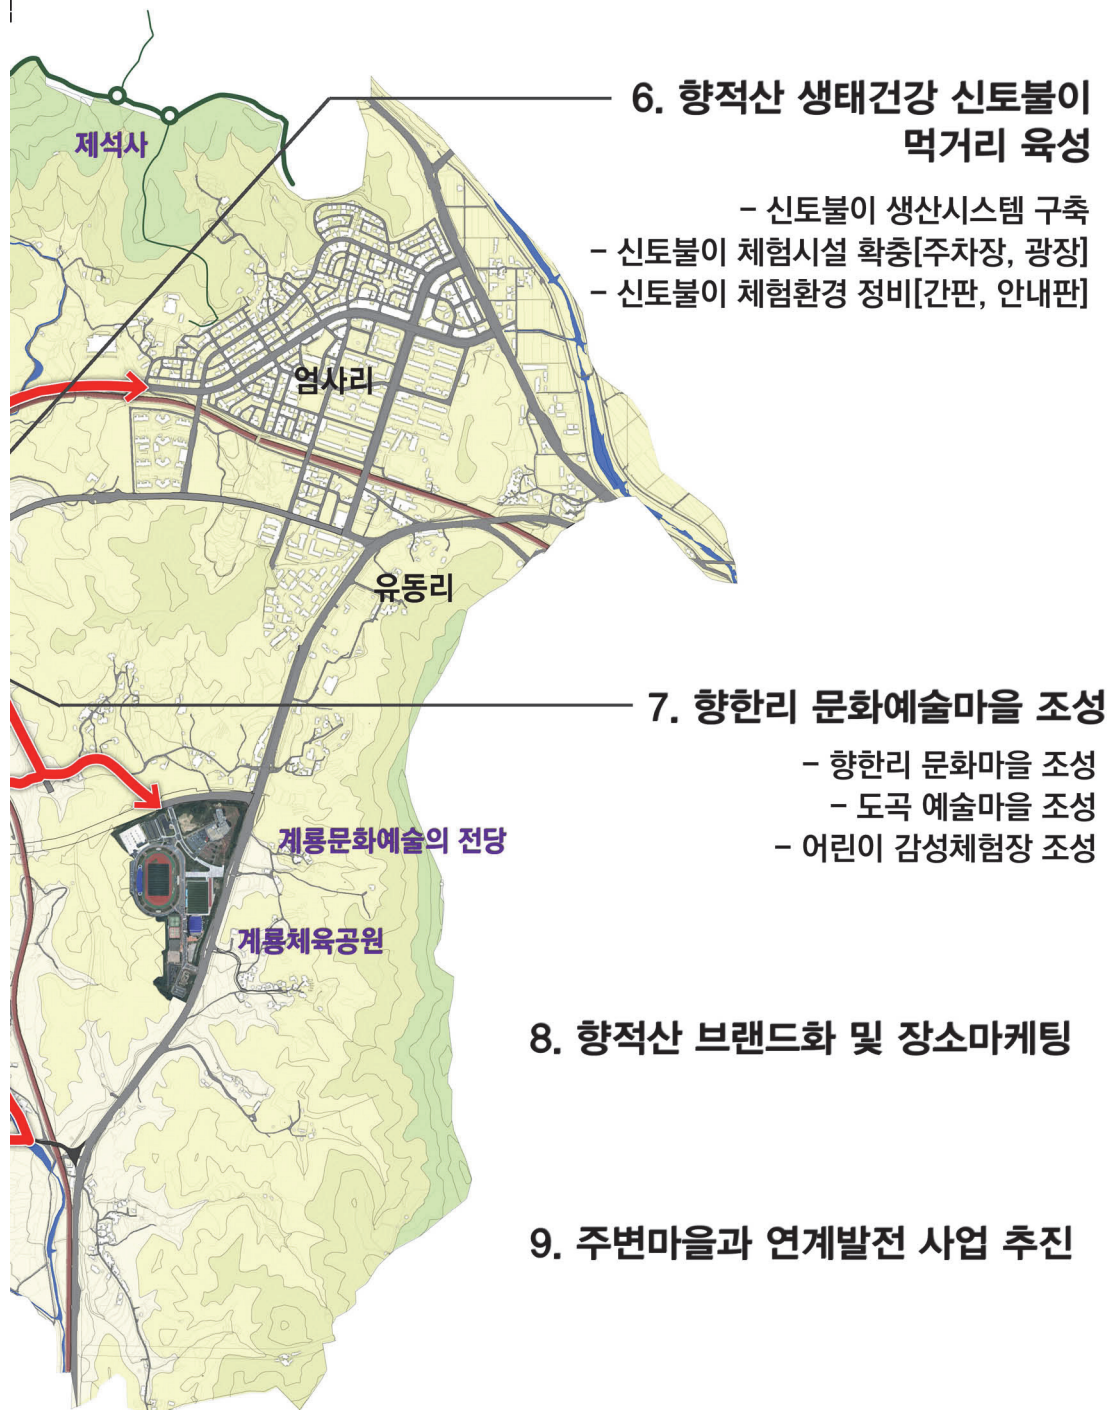 6. 향적산 생태건강 신토불이
먹거리 육성
제석사
- 신토불이 생산시스템 구축
- 신토불이 체험시설 확충[주차장, 광장]
- 신토불이 체험환경 정비[간판, 안내판]
엄사리
유동리
7. 향한리 문화예술마을 조성
- 향한리 문화마을 조성
- 도곡 예술마을 조성
- 어린이 감성체험장 조성
계룡문화예술의 전당
계룡체육공원
8. 향적산 브랜드화 및 장소마케팅
9. 주변마을과 연계발전 사업 추진